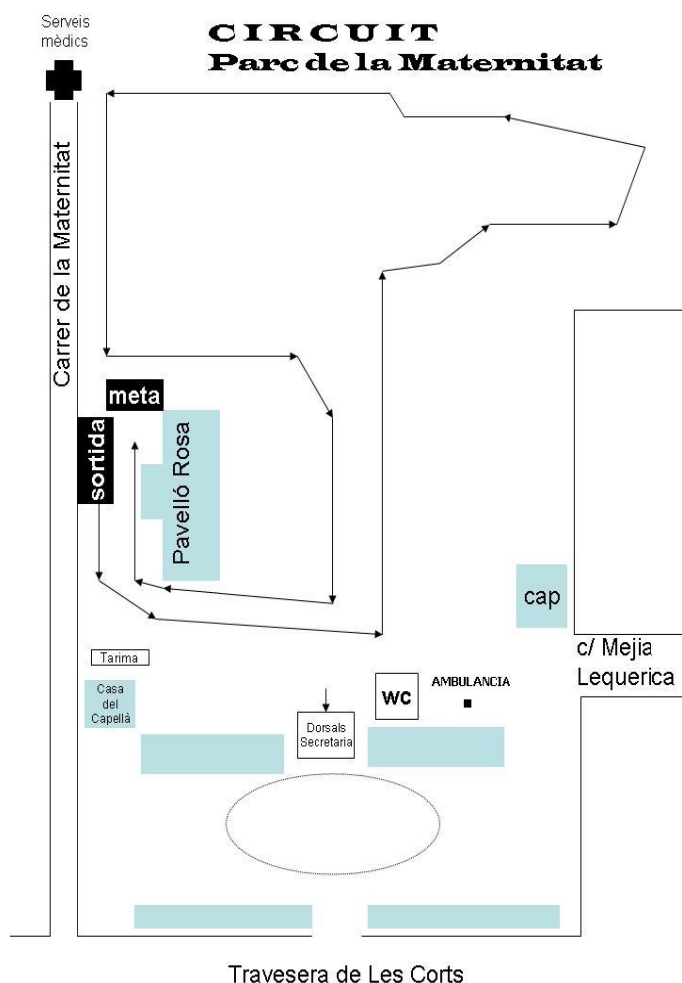 Serveis
mèdics
CIRCUIT
Parc de la Maternitat
Carrer de la Maternitat
meta
sortida
Pavelló Rosa
cap
c/ Mejia
Lequerica
Tarima
Casa
del
Capellà
WC
AMBULANCIA
Dorsals
Secretaria
Travesera de Les Corts